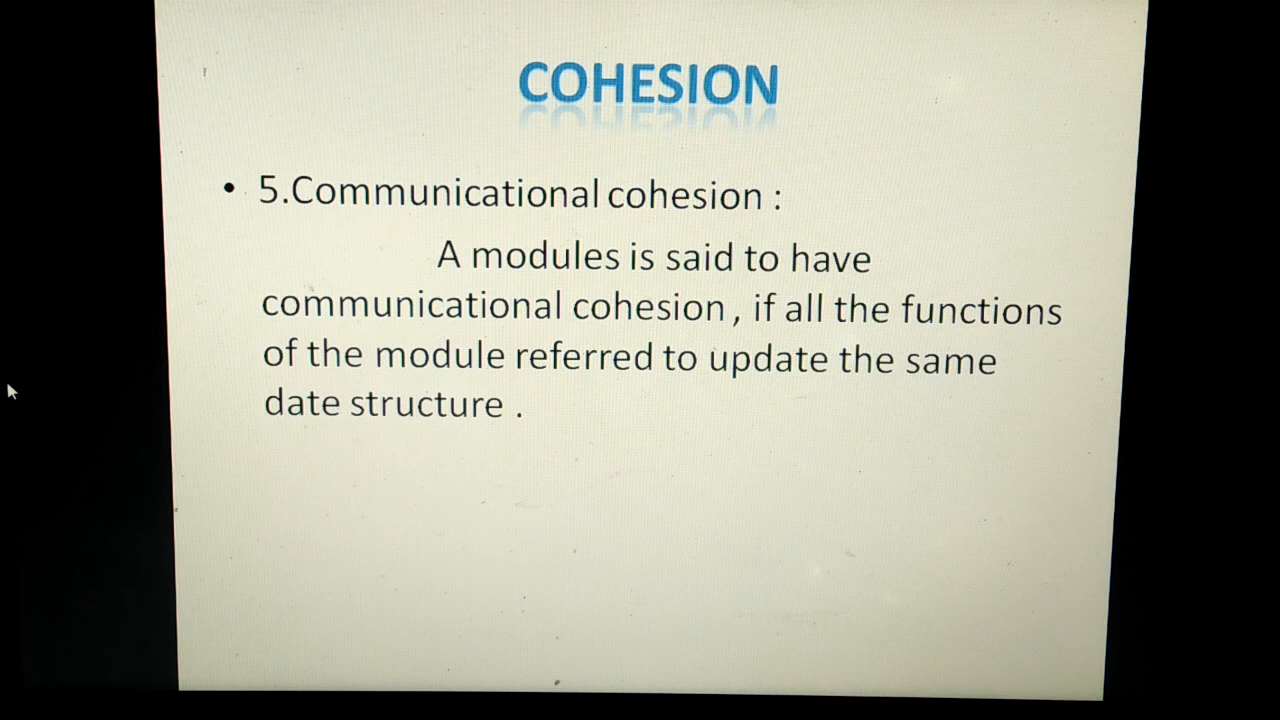 COHESION
• 5.Communicational cohesion :
A modules is said to have
communicational cohesion , if all the functions
of the module referred to update the same
date structure .